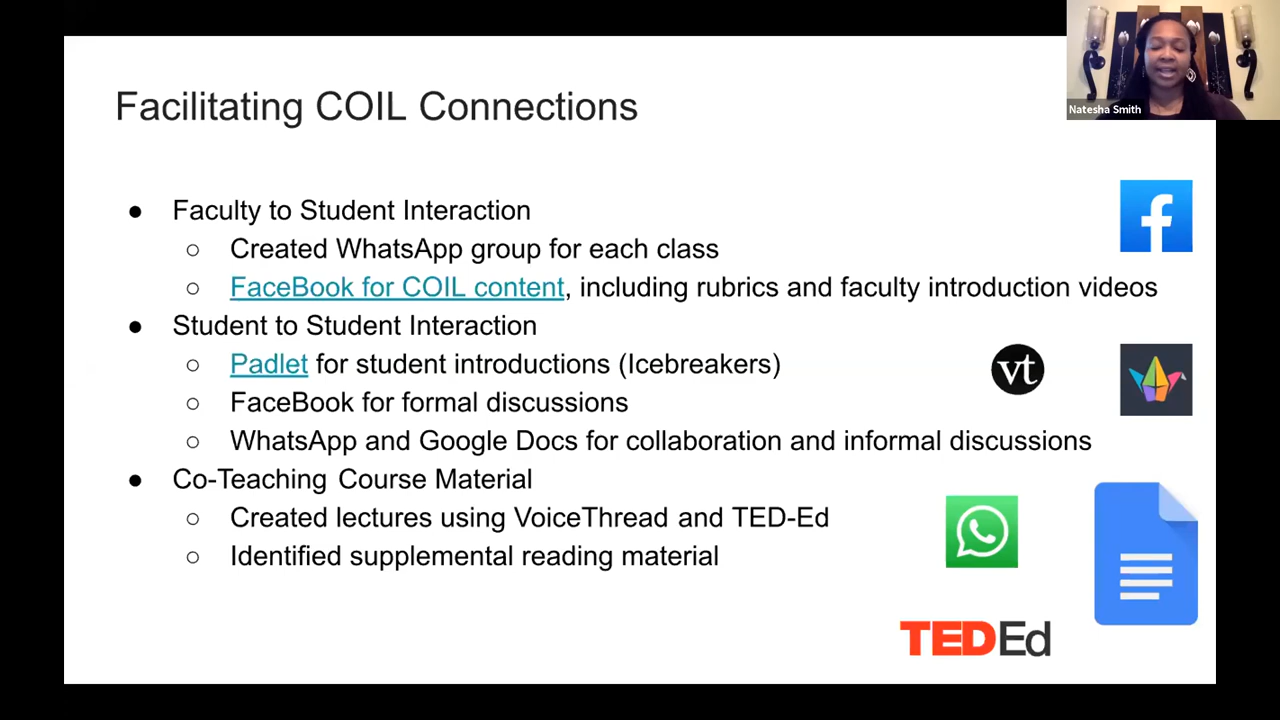 Facilitating COIL Connections
Natesha Smith
● Faculty to Student Interaction
○ Created WhatsApp group for each class
○ FaceBook for COIL content, including rubrics and faculty introduction videos
● Student to Student Interaction
○ Padlet for student introductions (Icebreakers)
○ FaceBook for formal discussions
○ WhatsApp and Google Docs for collaboration and informal discussions
● Co-Teaching Course Material
○ Created lectures using VoiceThread and TED-Ed
○ Identified supplemental reading material
f
vt
TEDEd